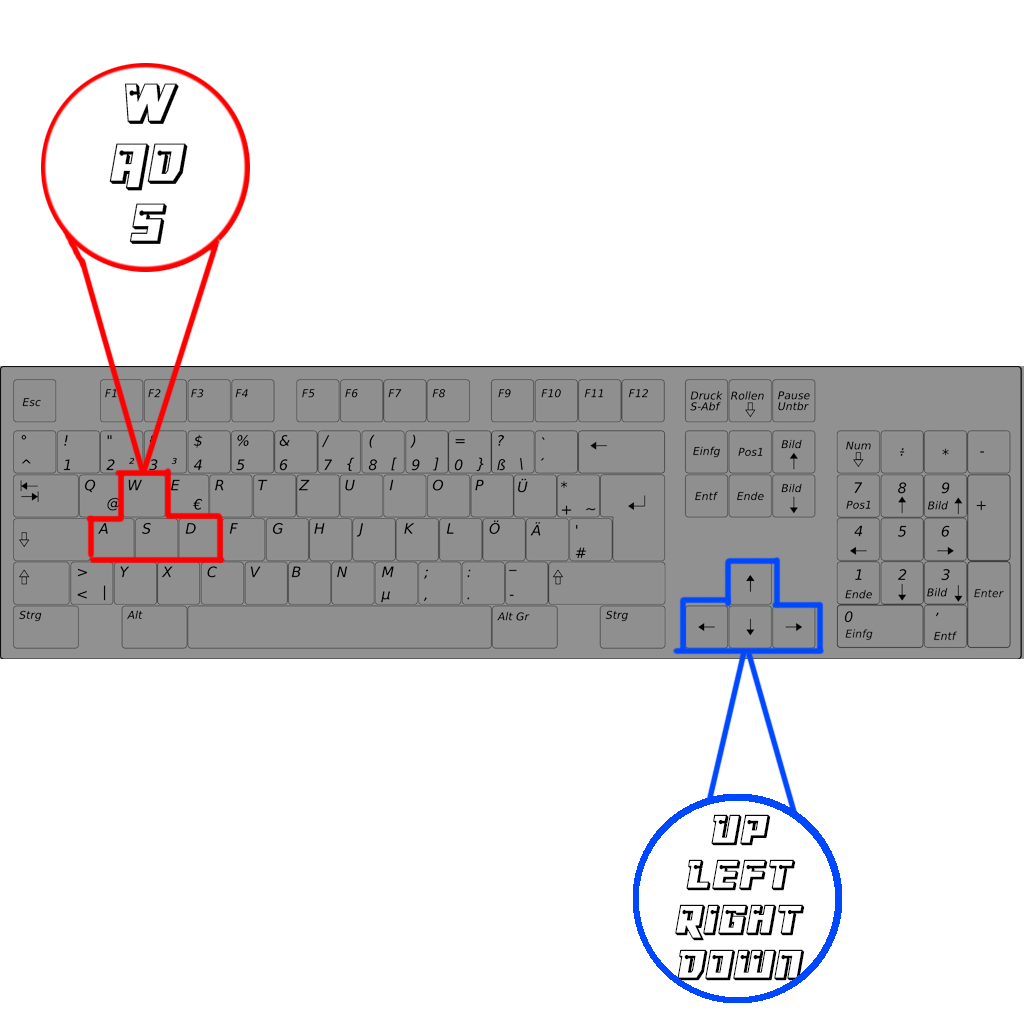 W
AD
S
Esc F1 F2 F3 F4 F5 F6 F7 F8 F9 F10 F11 F12 Druck S-Abf Rollen ⇩ Pause Untbr
° ^ ! 1 " 2 ² 3 ³ $ 4 % 5 & 6 / 7 { ( 8 [ ) 9 ] = 0 } ? ß \ ` ´ ← Einfg Pos1 Bild ↑ Num ⇩ ÷ * -
Q @ W E € R T Z U I O P Ü * + ~ ↵ Entf Ende Bild ↓ 7 Pos1 8 ↑ 9 Bild ↑ +
⇩ A S D F G H J K L Ö Ä ' # 4 ← 5 6 →
⇧ > < | Y X C V B N M µ ; , : . _ - ⇧ ↑ 1 Ende 2 ↓ 3 Bild ↓ Enter
Strg Alt Alt Gr Strg ← ↓ → 0 Einfg , Entf
UP
LEFT
RIGHT
DOWN